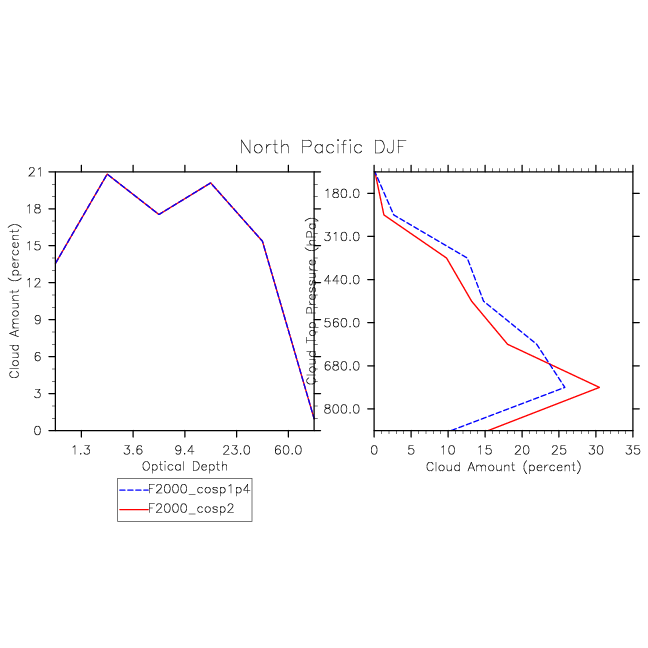 North Pacific DJF
Cloud Amount (percent)
21
18
15
12
9
6
3
0
1.3 3.6 9.4 23.0 60.0
Optical Depth
Cloud Top Pressure (hPa)
180.0
310.0
440.0
560.0
680.0
800.0
0 5 10 15 20 25 30 35
Cloud Amount (percent)
F2000_cosp1p4
F2000_cosp2